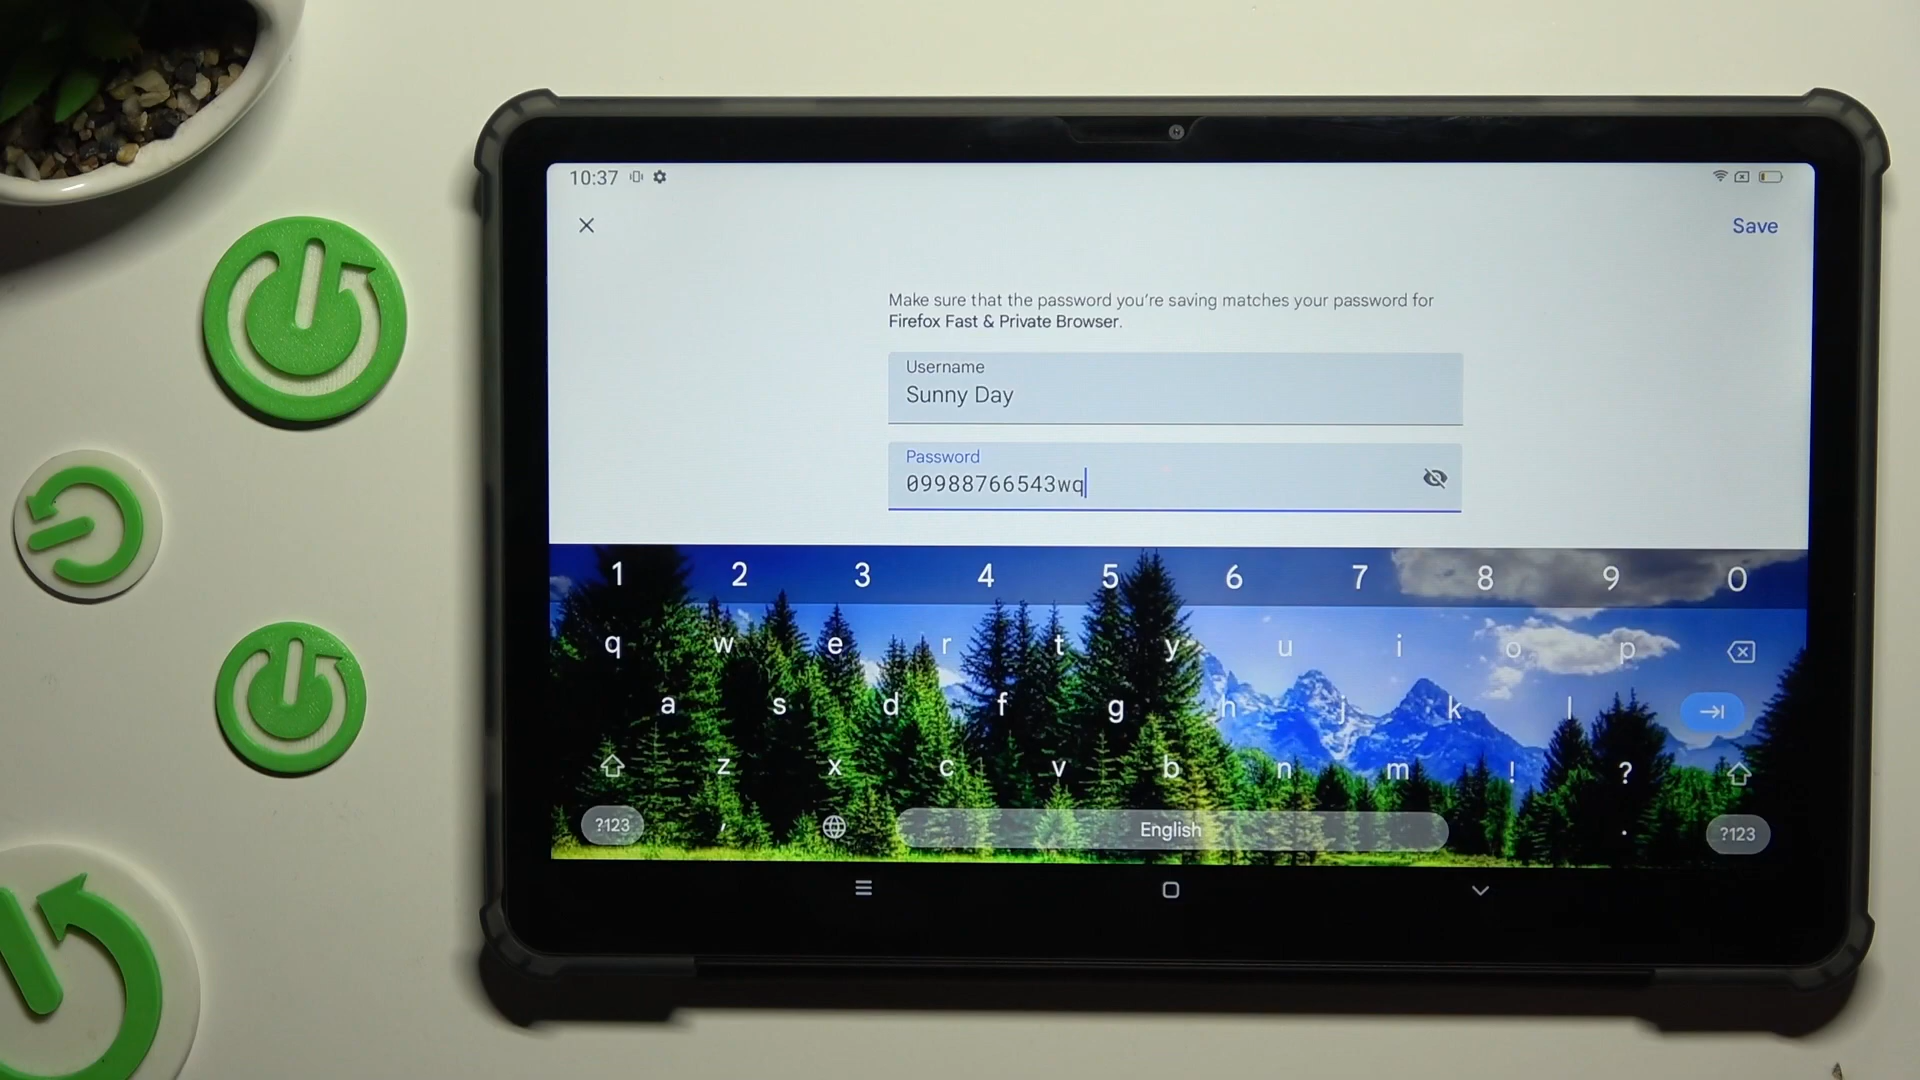 10:37
Save
Make sure that the password you're saving matches your password for
Firefox Fast & Private Browser.
Username
Sunny Day
Password
09988766543wq
1 2 3 4 5 6 7 8 9 0
q w e r t y u i o p
a s d f g h j k l
z x c v b n m ! ?
?123 , English . ?123